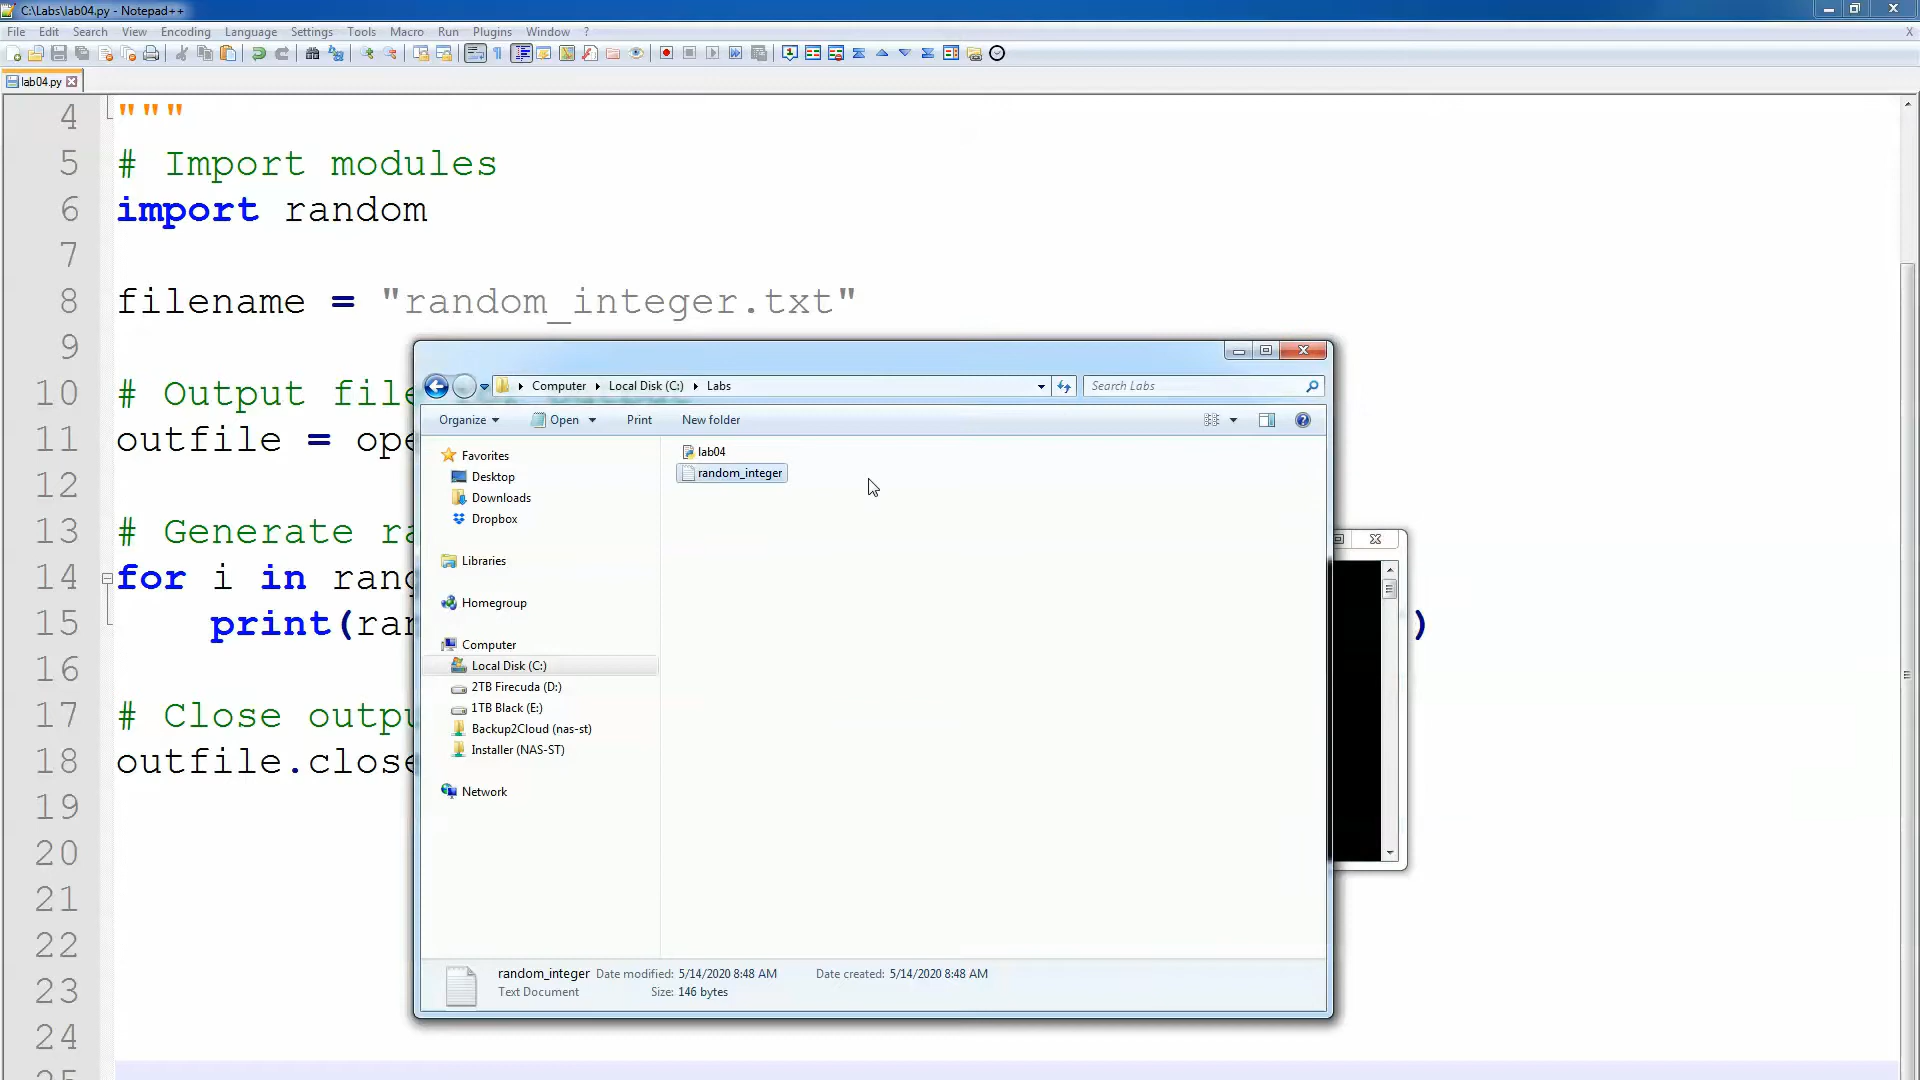 C:\Labs\lab04.py - Notepad++
File Edit Search View Encoding Language Settings Tools Macro Run Plugins Window ? X
lab04.py
4 """
5 # Import modules
6 import random
7
8 filename = "random_integer.txt"
9
10 # Output file
11 outfile = ope
12
13 # Generate ra
14 for i in rang
15 print(ran )
16
17 # Close outpu
18 outfile.close
19
20
21
22
23
24
25
Computer Local Disk (C:) Labs
Search Labs
Organize Open Print New folder
Favorites
Desktop
Downloads
Dropbox
Libraries
Homegroup
Computer
Local Disk (C:)
2TB Firecuda (D:)
1TB Black (E:)
Backup2Cloud (nas-st)
Installer (NAS-ST)
Network
lab04
random_integer
random_integer Date modified: 5/14/2020 8:48 AM Date created: 5/14/2020 8:48 AM
Text Document Size: 146 bytes